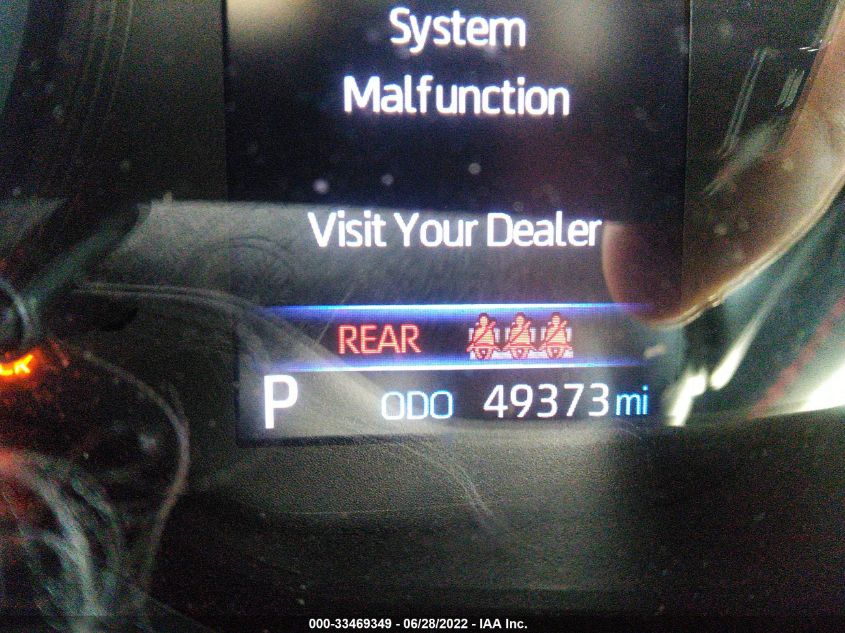 System
Malfunction
Visit Your Dealer
REAR
P ODO 49373 mi
000-33469349 - 06/28/2022 - IAA Inc.